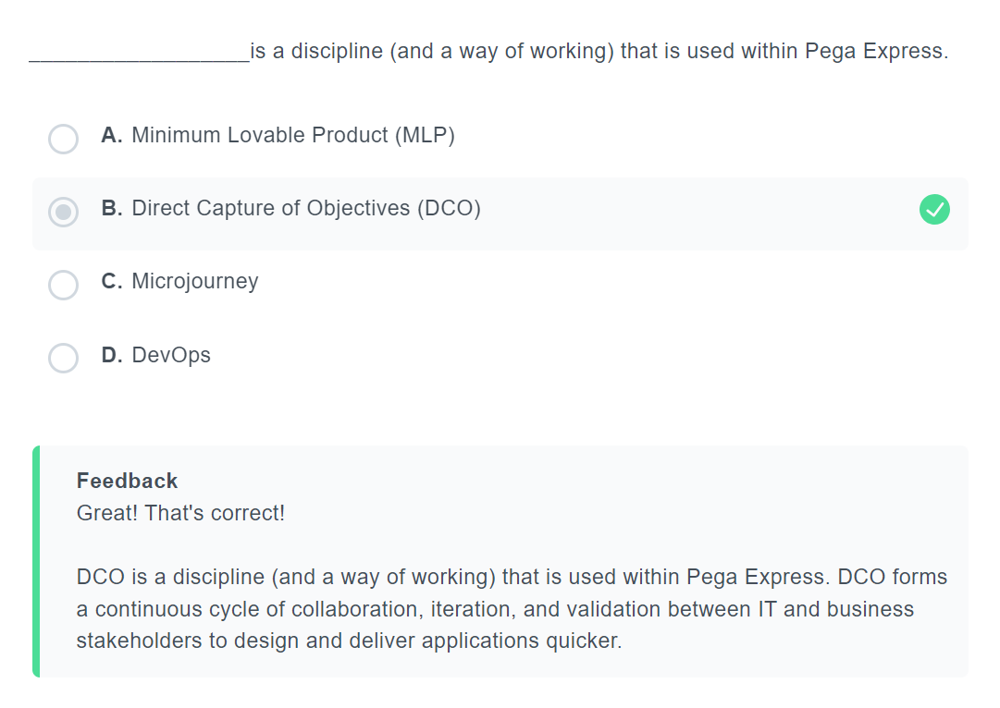 __________________is a discipline (and a way of working) that is used within Pega Express.
A. Minimum Lovable Product (MLP)
B. Direct Capture of Objectives (DCO)
C. Microjourney
D. DevOps
Feedback
Great! That's correct!
DCO is a discipline (and a way of working) that is used within Pega Express. DCO forms
a continuous cycle of collaboration, iteration, and validation between IT and business
stakeholders to design and deliver applications quicker.